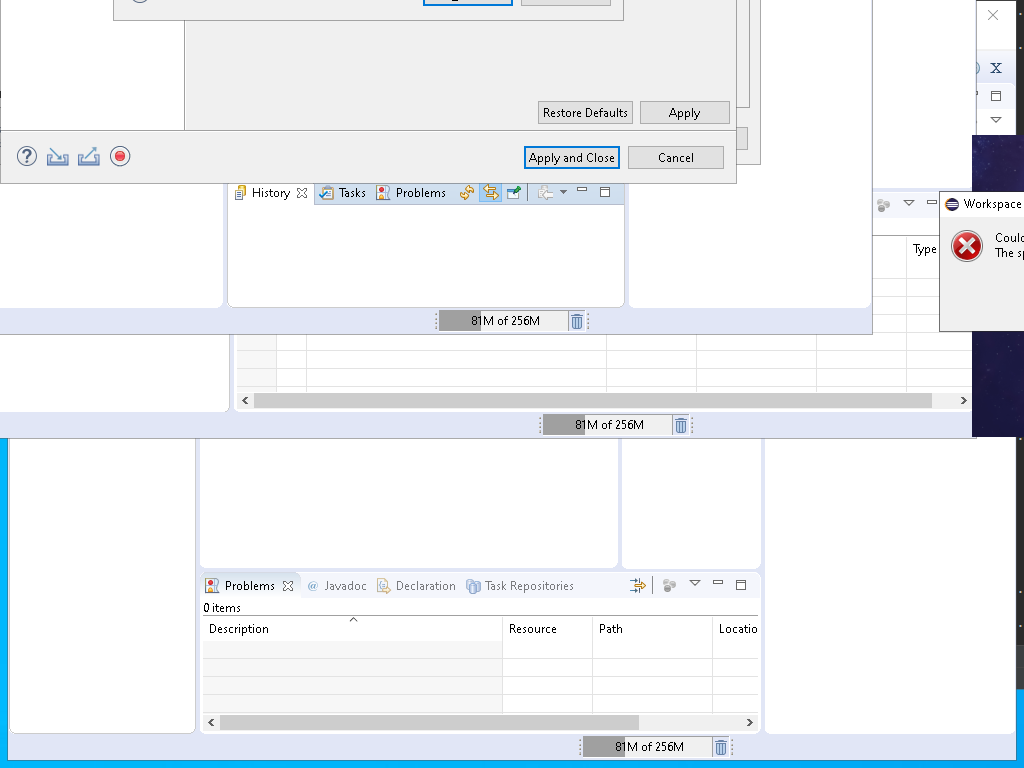 X
Restore Defaults
Apply
?
Apply and Close
Cancel
History
Tasks
Problems
Workspace
Could
The sp
Type
81M of 256M
81M of 256M
Problems
@ Javadoc
Declaration
Task Repositories
0 items
Description
Resource
Path
Locatio
81M of 256M